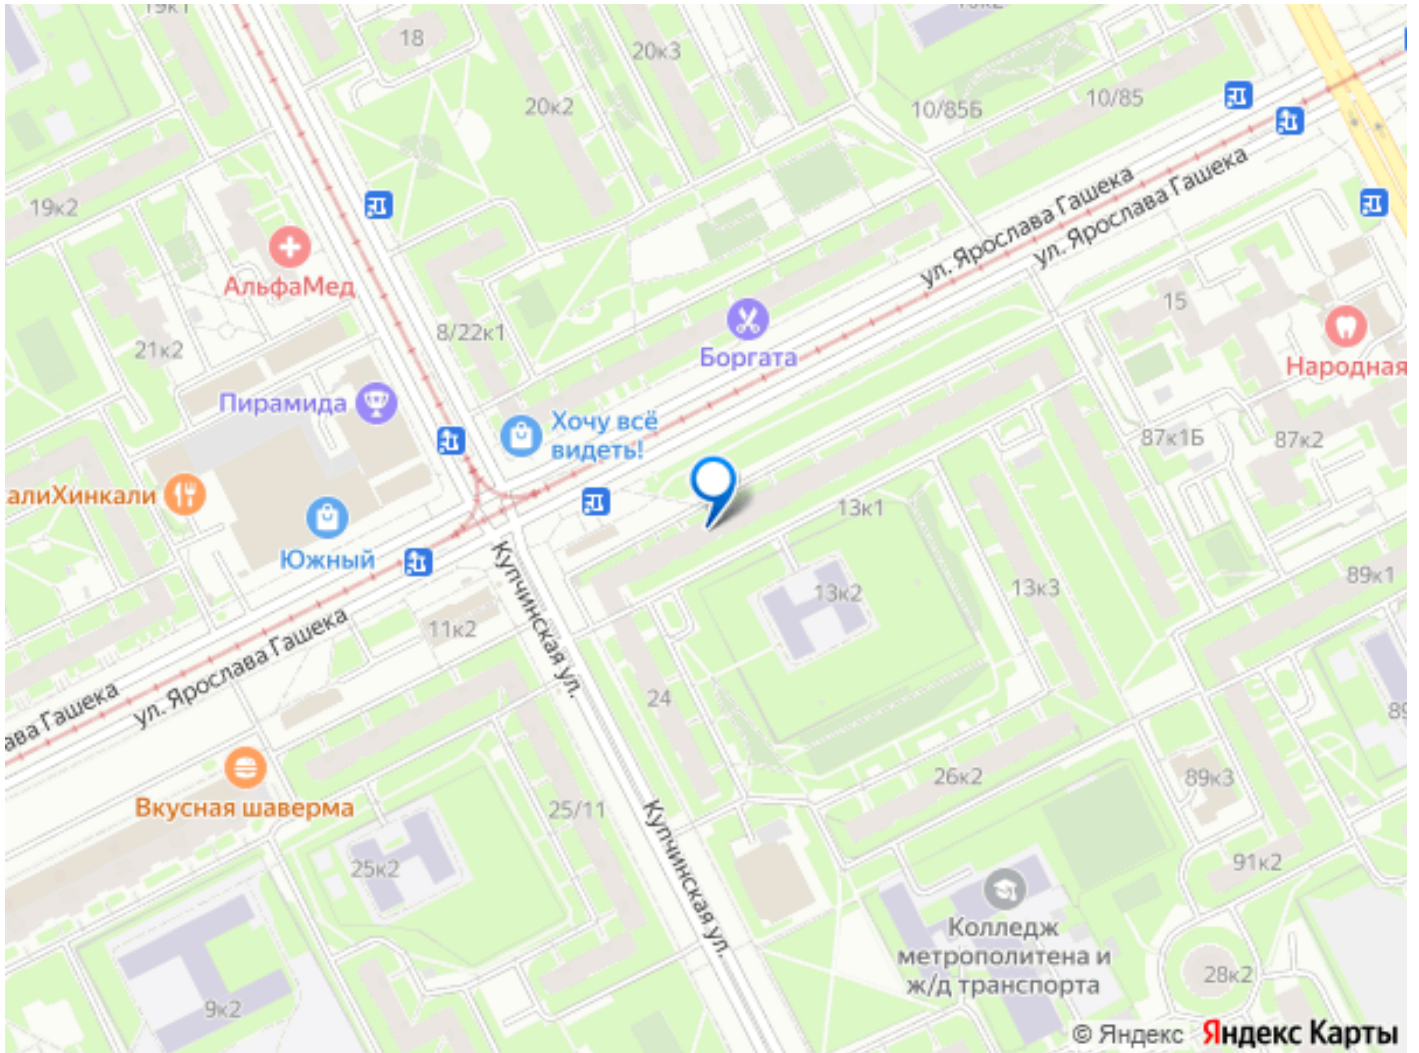 19к1
18
20к3
20к2
10/85Б
10/85
19к2
АльфаМед
8/22к1
21к2
Пирамида
Хочу всё
видеть!
Боргата
ул. Ярослава Гашека
ул. Ярослава Гашека
15
Народная
87к1Б
87к2
алиХинкали
Южный
13к1
13к2
13к3
89к1
11к2
Купчинская ул.
ул. Ярослава Гашека
ава Гашека
24
Вкусная шаверма
25/11
25к2
26к2
89к3
91к2
Купчинская ул.
Колледж
метрополитена и
ж/д транспорта
28к2
9к2
© Яндекс Яндекс Карты